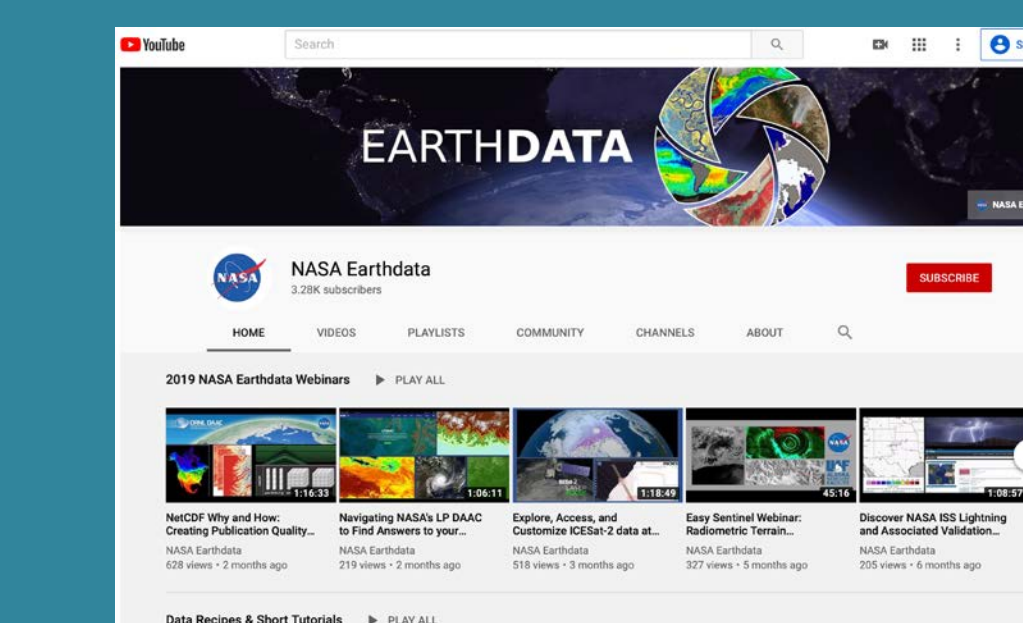 YouTube
Search
S
EARTHDATA
NASA E
NASA
NASA Earthdata
3.28K subscribers
SUBSCRIBE
HOME VIDEOS PLAYLISTS COMMUNITY CHANNELS ABOUT
2019 NASA Earthdata Webinars PLAY ALL
ORNL DAAC
1:16:33 1:06:11 1:18:49 45:16 1:08:57
NetCDF Why and How:
Creating Publication Quality...
NASA Earthdata
628 views • 2 months ago
Navigating NASA's LP DAAC
to Find Answers to your...
NASA Earthdata
219 views • 2 months ago
Explore, Access, and
Customize ICESat-2 data at...
NASA Earthdata
518 views • 3 months ago
Easy Sentinel Webinar:
Radiometric Terrain...
NASA Earthdata
327 views • 5 months ago
Discover NASA ISS Lightning
and Associated Validation...
NASA Earthdata
205 views • 6 months ago
Data Recipes & Short Tutorials PLAY ALL